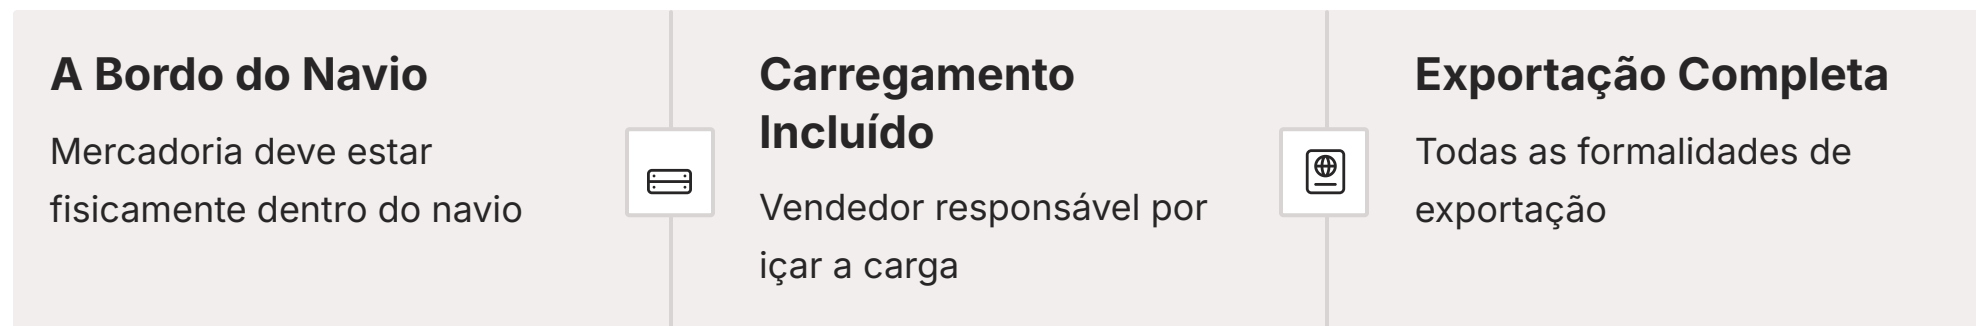 A Bordo do Navio
Mercadoria deve estar
fisicamente dentro do navio
Carregamento
Incluído
Vendedor responsável por
içar a carga
Exportação Completa
Todas as formalidades de
exportação